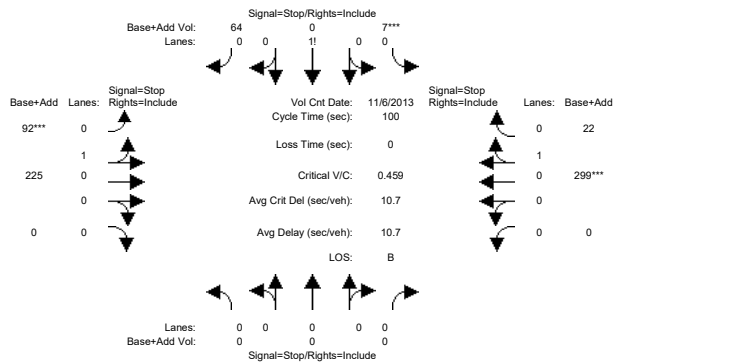 Signal=Stop/Rights=Include
Base+Add Vol: 64 0 7***
Lanes: 0 0 1! 0 0
Signal=Stop
Base+Add Lanes: Rights=Include Vol Cnt Date: 11/6/2013
Signal=Stop
Rights=Include Lanes: Base+Add
Cycle Time (sec): 100
92*** 0 0 22
Loss Time (sec): 0
1 1
225 0 Critical V/C: 0.459 0 299***
0 Avg Crit Del (sec/veh): 10.7 0
0 0 Avg Delay (sec/veh): 10.7 0 0
LOS: B
Lanes: 0 0 0 0 0
Base+Add Vol: 0 0 0
Signal=Stop/Rights=Include